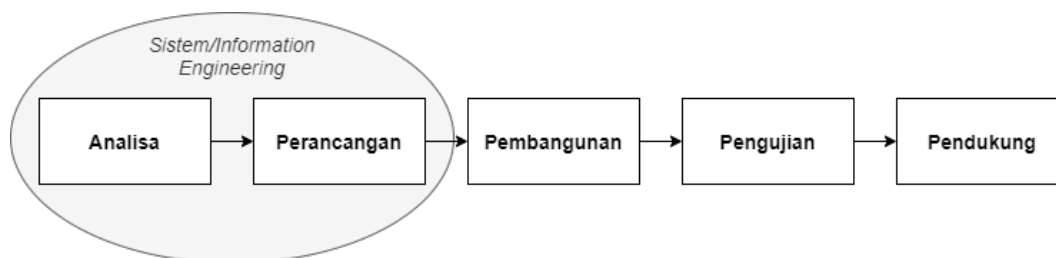 Sistem/Information
Engineering
Analisa
Perancangan
Pembangunan
Pengujian
Pendukung